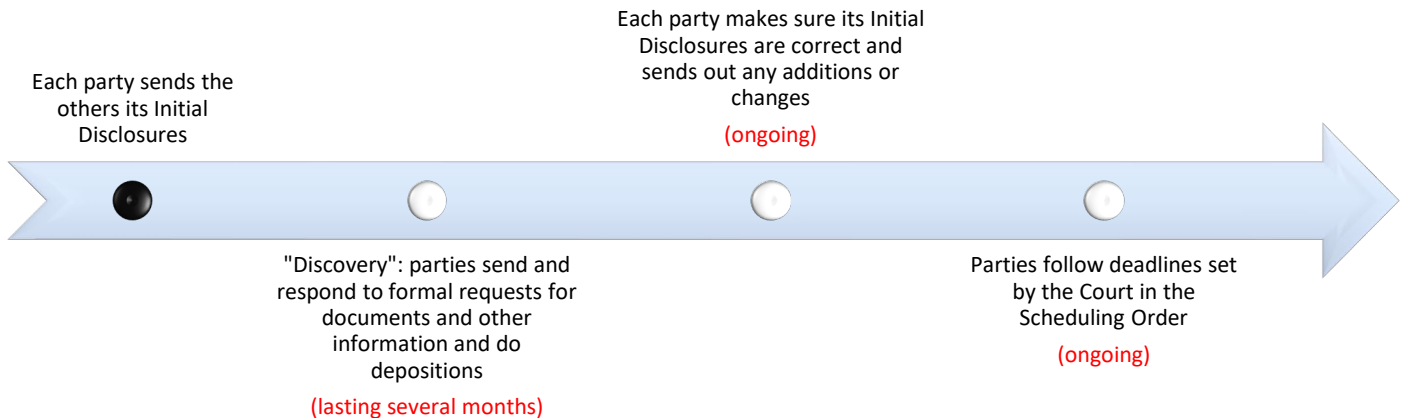 Each party sends the
others its Initial
Disclosures
"Discovery": parties send and
respond to formal requests for
documents and other
information and do
depositions
(lasting several months)
Each party makes sure its Initial
Disclosures are correct and
sends out any additions or
changes
(ongoing)
Parties follow deadlines set
by the Court in the
Scheduling Order
(ongoing)